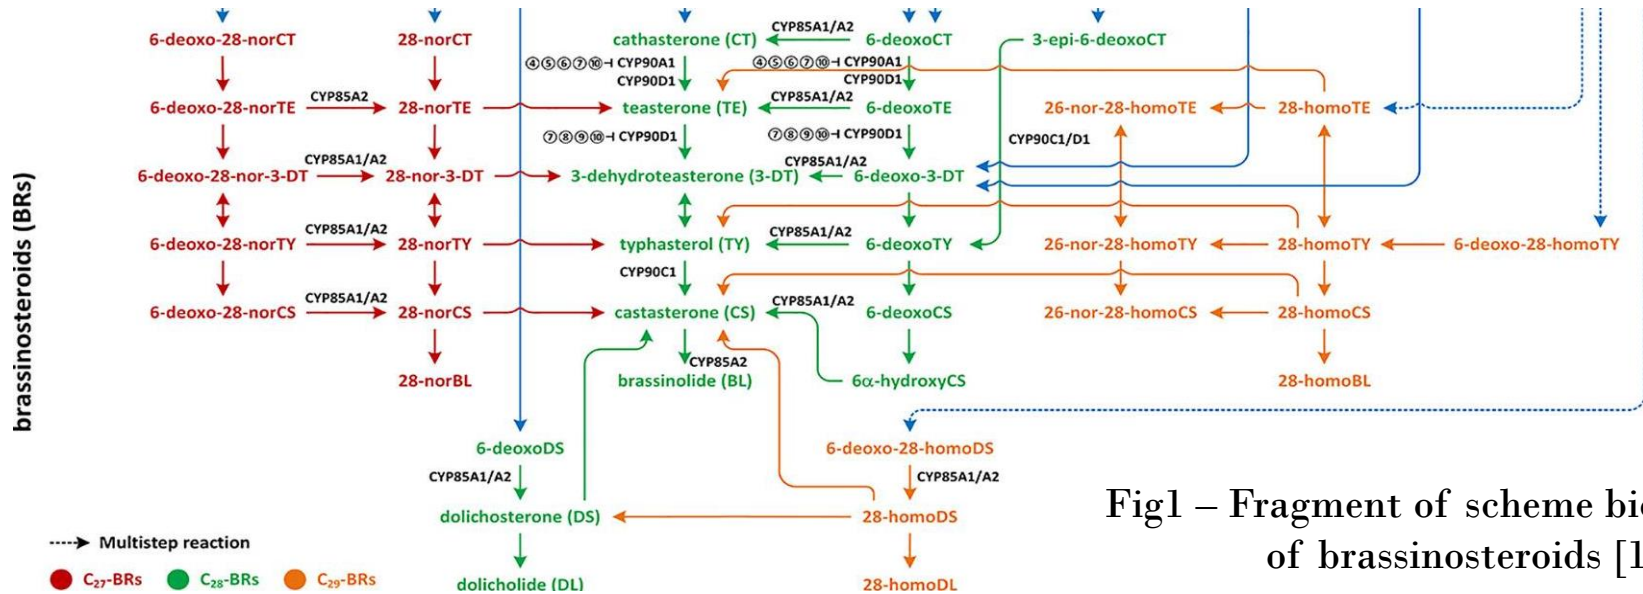 CYP85A1/A2
6-deoxo-28-norCT 28-norCT cathasterone (CT) 6-deoxoCT 3-epi-6-deoxoCT
④⑤⑥⑦⑩⊣ CYP90A1 ④⑤⑥⑦⑩⊣ CYP90A1
CYP90D1 CYP90D1
CYP85A2 CYP85A1/A2
6-deoxo-28-norTE 28-norTE teasterone (TE) 6-deoxoTE 26-nor-28-homoTE 28-homoTE
⑦⑧⑨⑩⊣ CYP90D1 ⑦⑧⑨⑩⊣ CYP90D1 CYP90C1/D1
CYP85A1/A2 CYP85A1/A2
6-deoxo-28-nor-3-DT 28-nor-3-DT 3-dehydroteasterone (3-DT) 6-deoxo-3-DT
CYP85A1/A2 CYP85A1/A2
6-deoxo-28-norTY 28-norTY typhasterol (TY) 6-deoxoTY 26-nor-28-homoTY 28-homoTY 6-deoxo-28-homoTY
CYP90C1
CYP85A1/A2 CYP85A1/A2
6-deoxo-28-norCS 28-norCS castasterone (CS) 6-deoxoCS 26-nor-28-homoCS 28-homoCS
CYP85A2
28-norBL brassinolide (BL) 6α-hydroxyCS 28-homoBL
brassinosteroids (BRs)
6-deoxoDS 6-deoxo-28-homoDS
CYP85A1/A2 CYP85A1/A2
dolichosterone (DS) 28-homoDS
dolicholide (DL) 28-homoDL
Multistep reaction
C₂₇-BRs C₂₈-BRs C₂₉-BRs
Fig1 – Fragment of scheme bi
of brassinosteroids [1